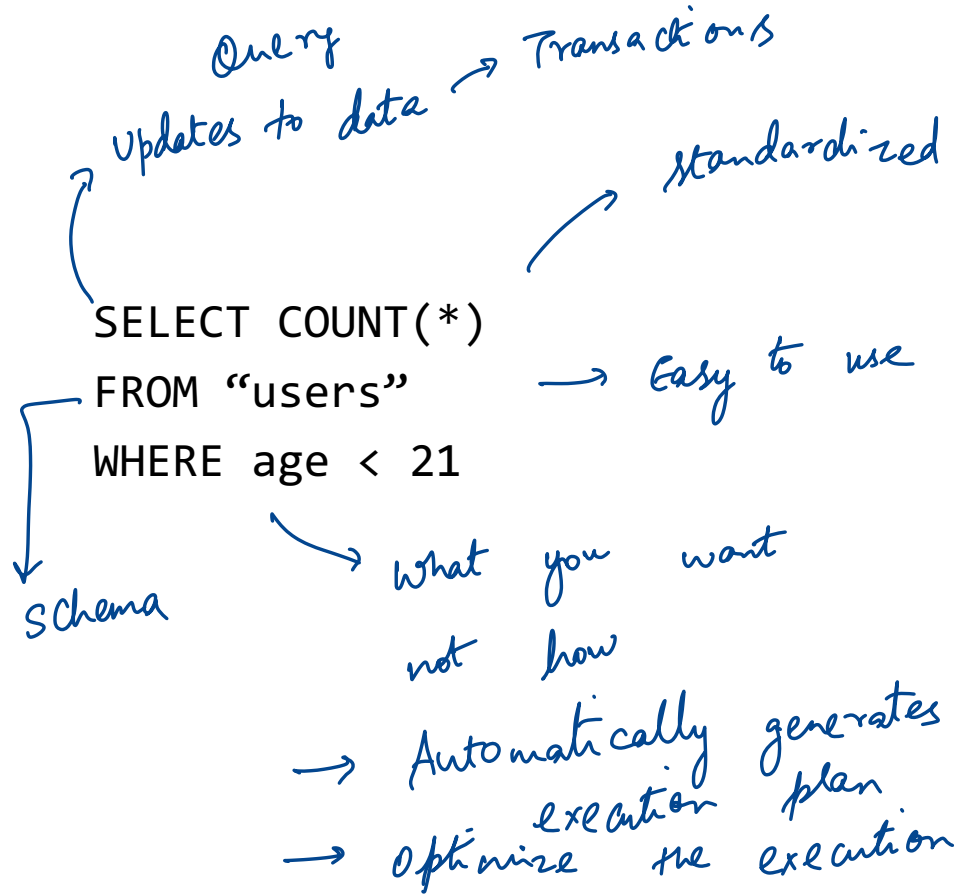 Query
updates to data → Transactions
standardized
SELECT COUNT(*)
FROM “users”
→ Easy to use
WHERE age < 21
What you want
schema
not how
→ Automatically generates
execution plan
→ optimize the execution